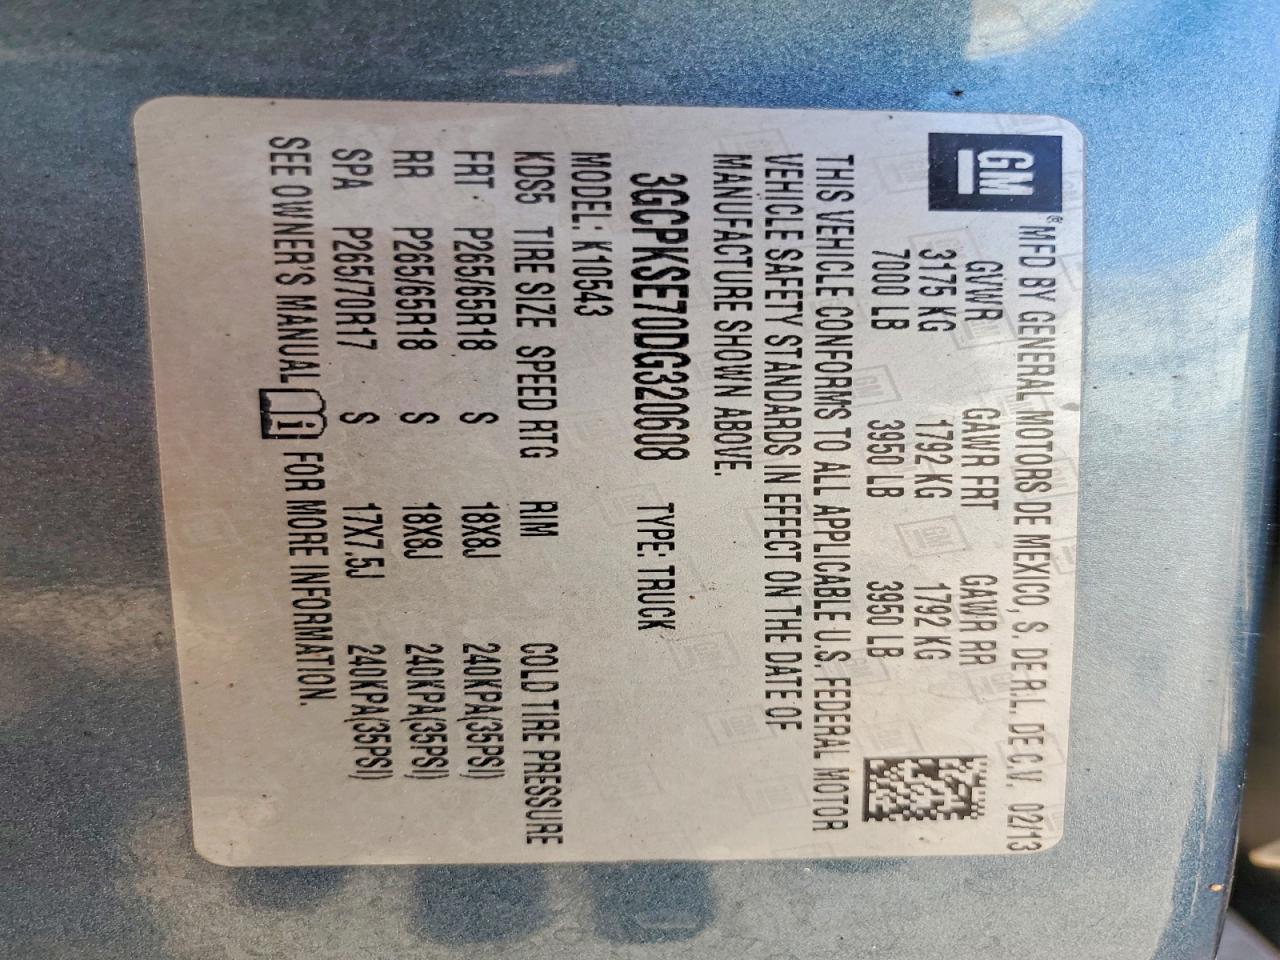 GM
®MFD BY GENERAL MOTORS DE MEXICO, S. DE R.L. DE C.V. 02/13
GVWR GAWR FRT GAWR RR
3175 KG 1792 KG 1792 KG
7000 LB 3950 LB 3950 LB
THIS VEHICLE CONFORMS TO ALL APPLICABLE U.S. FEDERAL MOTOR
VEHICLE SAFETY STANDARDS IN EFFECT ON THE DATE OF
MANUFACTURE SHOWN ABOVE.
3GCPKSE70DG320608 TYPE: TRUCK
MODEL: K10543
KDS5 TIRE SIZE SPEED RTG RIM COLD TIRE PRESSURE
FRT P265/65R18 S 18X8J 240KPA(35PSI)
RR P265/65R18 S 18X8J 240KPA(35PSI)
SPA P265/70R17 S 17X7.5J 240KPA(35PSI)
SEE OWNER'S MANUAL i FOR MORE INFORMATION.